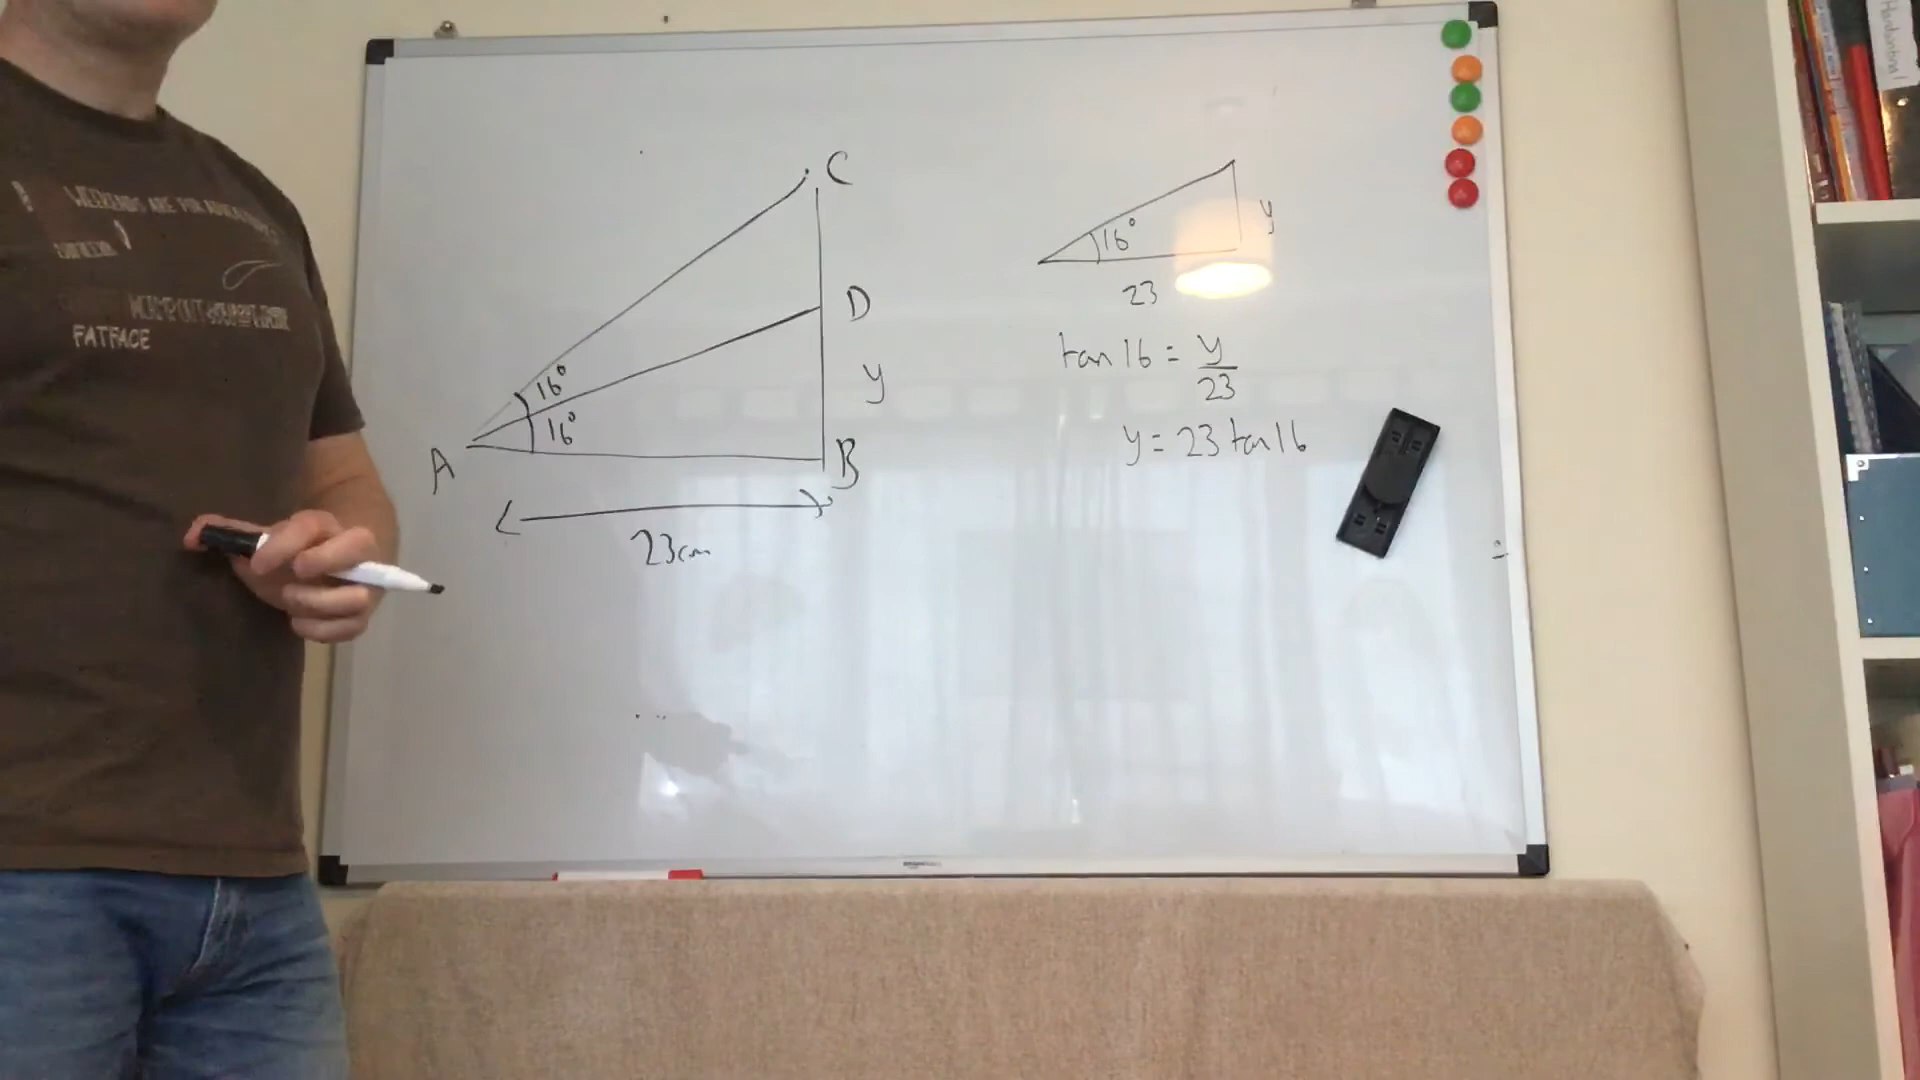 C
D
y
B
A
16°
16°
23cm
16°
y
23
tan 16 = y/23
y = 23 tan 16
WEEKENDS ARE FOR
FATFACE